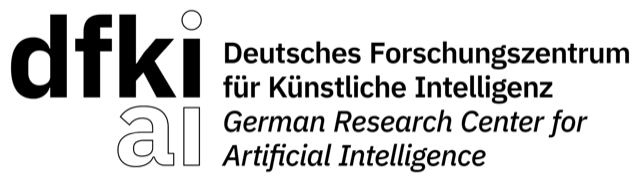 dfki
ai
Deutsches Forschungszentrum
für Künstliche Intelligenz
German Research Center for
Artificial Intelligence